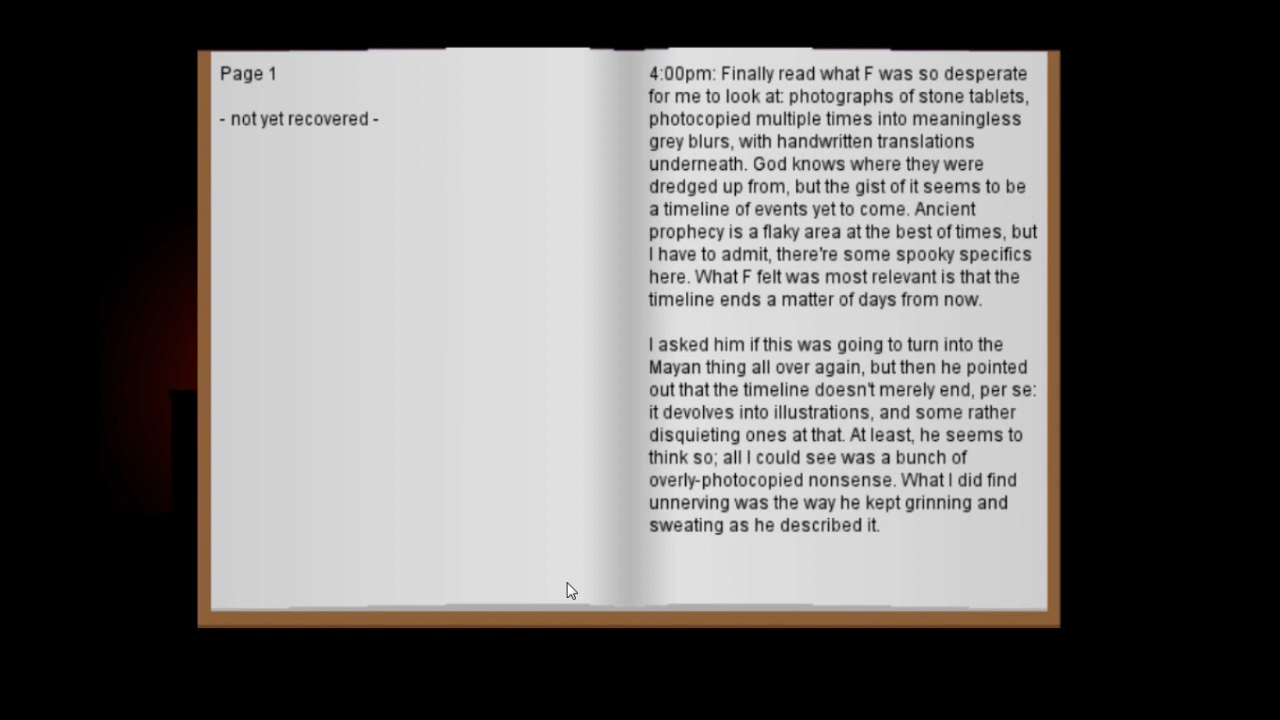 Page 1
- not yet recovered -
4:00pm: Finally read what F was so desperate
for me to look at: photographs of stone tablets,
photocopied multiple times into meaningless
grey blurs, with handwritten translations
underneath. God knows where they were
dredged up from, but the gist of it seems to be
a timeline of events yet to come. Ancient
prophecy is a flaky area at the best of times, but
I have to admit, there're some spooky specifics
here. What F felt was most relevant is that the
timeline ends a matter of days from now.
I asked him if this was going to turn into the
Mayan thing all over again, but then he pointed
out that the timeline doesn't merely end, per se:
it devolves into illustrations, and some rather
disquieting ones at that. At least, he seems to
think so; all I could see was a bunch of
overly-photocopied nonsense. What I did find
unnerving was the way he kept grinning and
sweating as he described it.